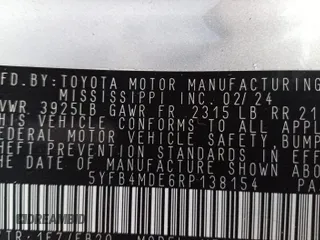 MFD. BY: TOYOTA MOTOR MANUFACTURING
MISSISSIPPI INC. 02/24
GVWR 3925LB GAWR FR 2315 LB RR 21
THIS VEHICLE CONFORMS TO ALL APPL
FEDERAL MOTOR VEHICLE SAFETY, BUMP
THEFT PREVENTION STANDARDS IN EFF
THE DATE OF MANUFACTURE SHOWN
5YFB4MDE6RP138154 PA
DREAMBID